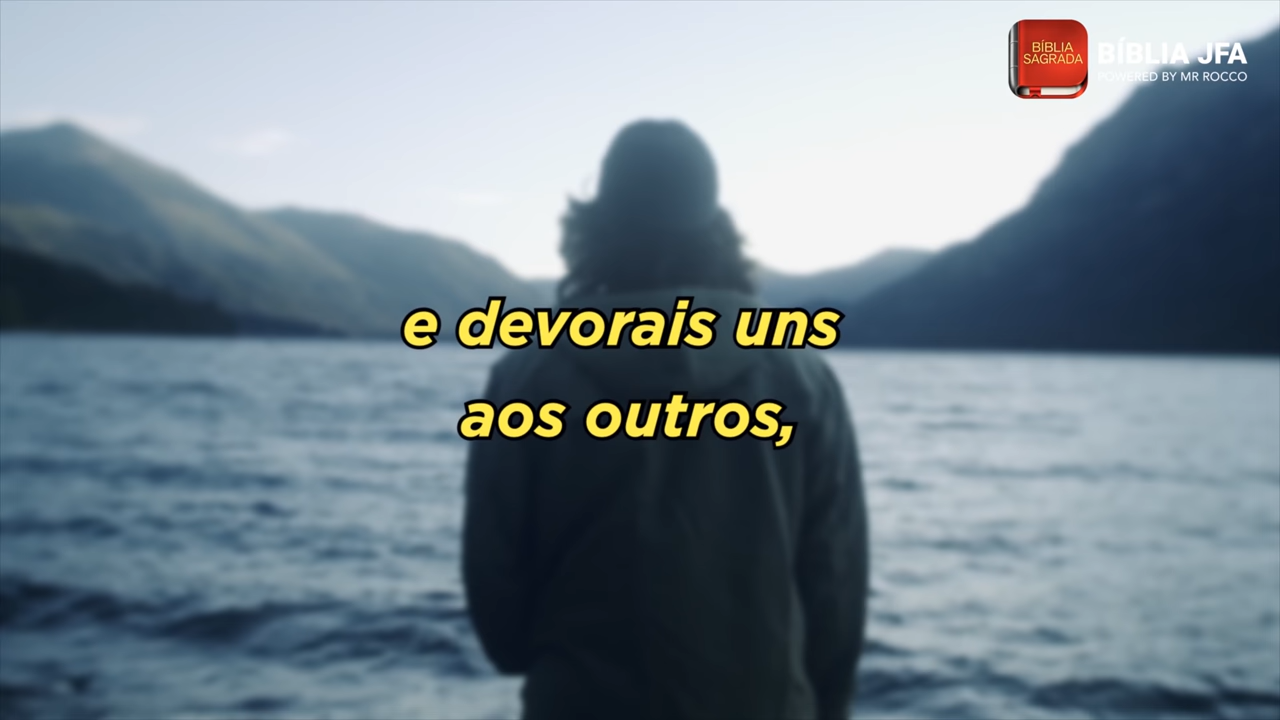 BÍBLIA
SAGRADA
BÍBLIA JFA
POWERED BY MR ROCCO
e devorais uns
aos outros,